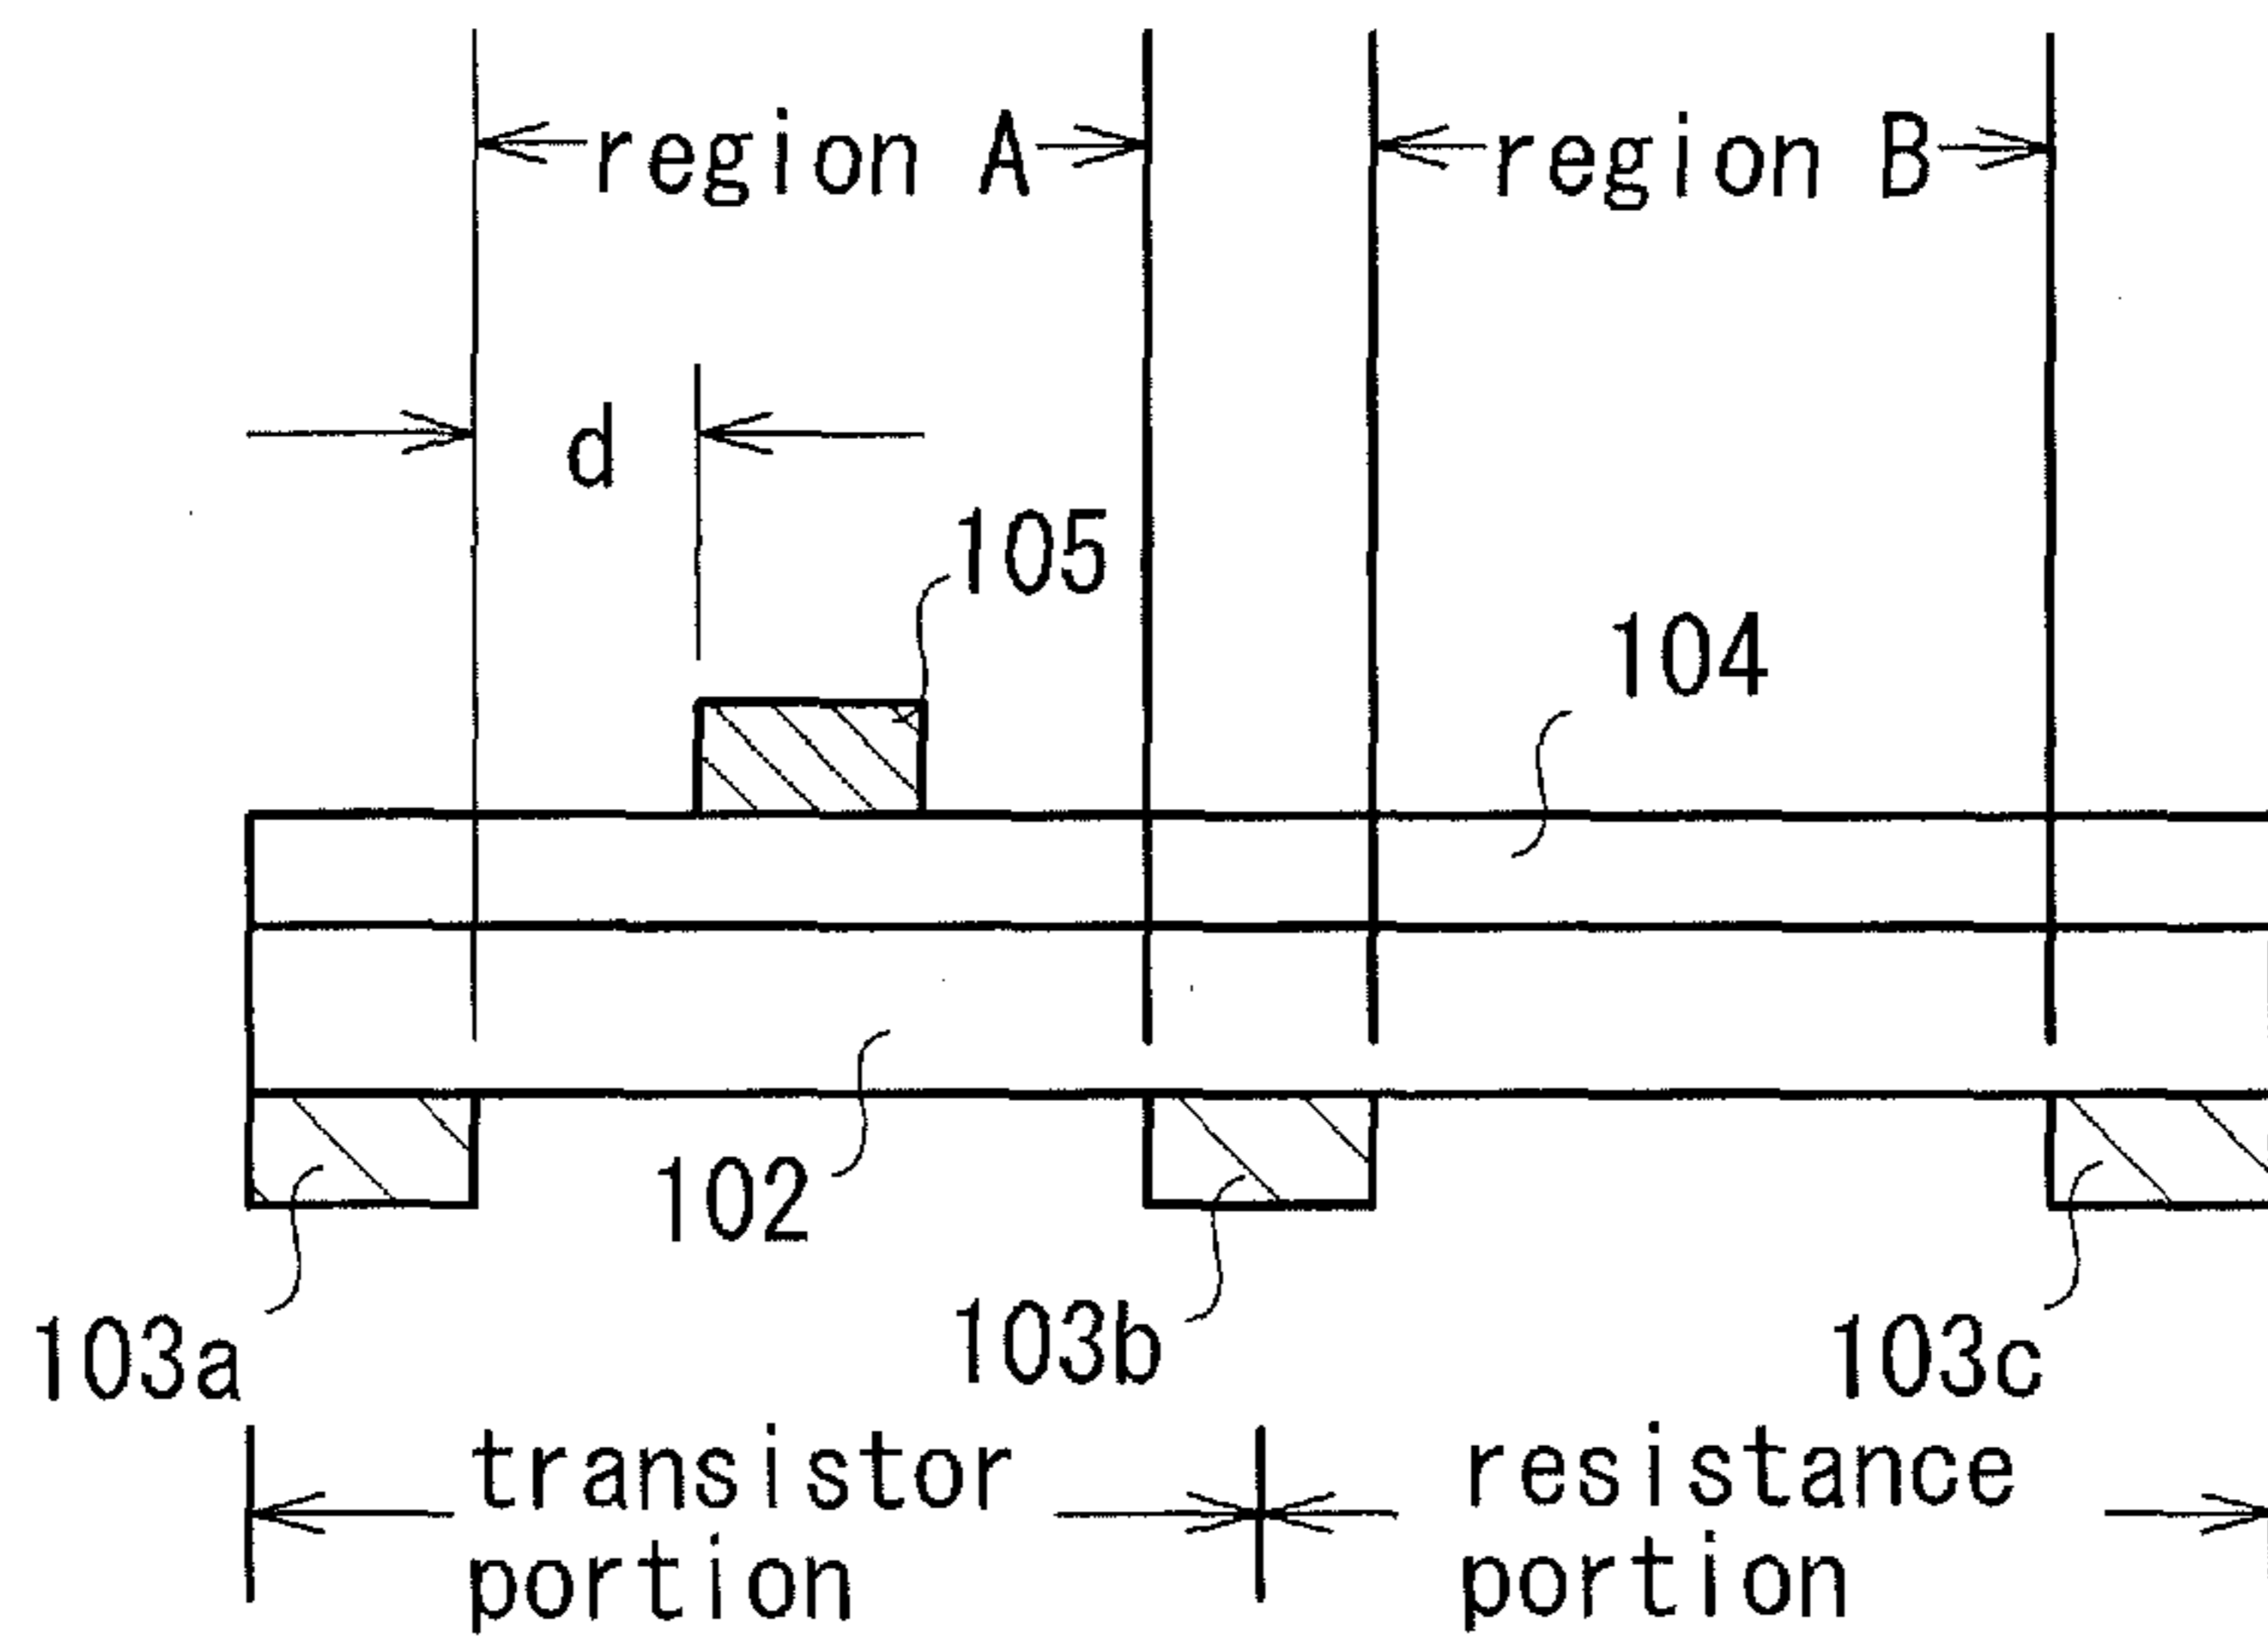 region A
region B
d
105
104
102
103a
103b
103c
transistor
portion
resistance
portion